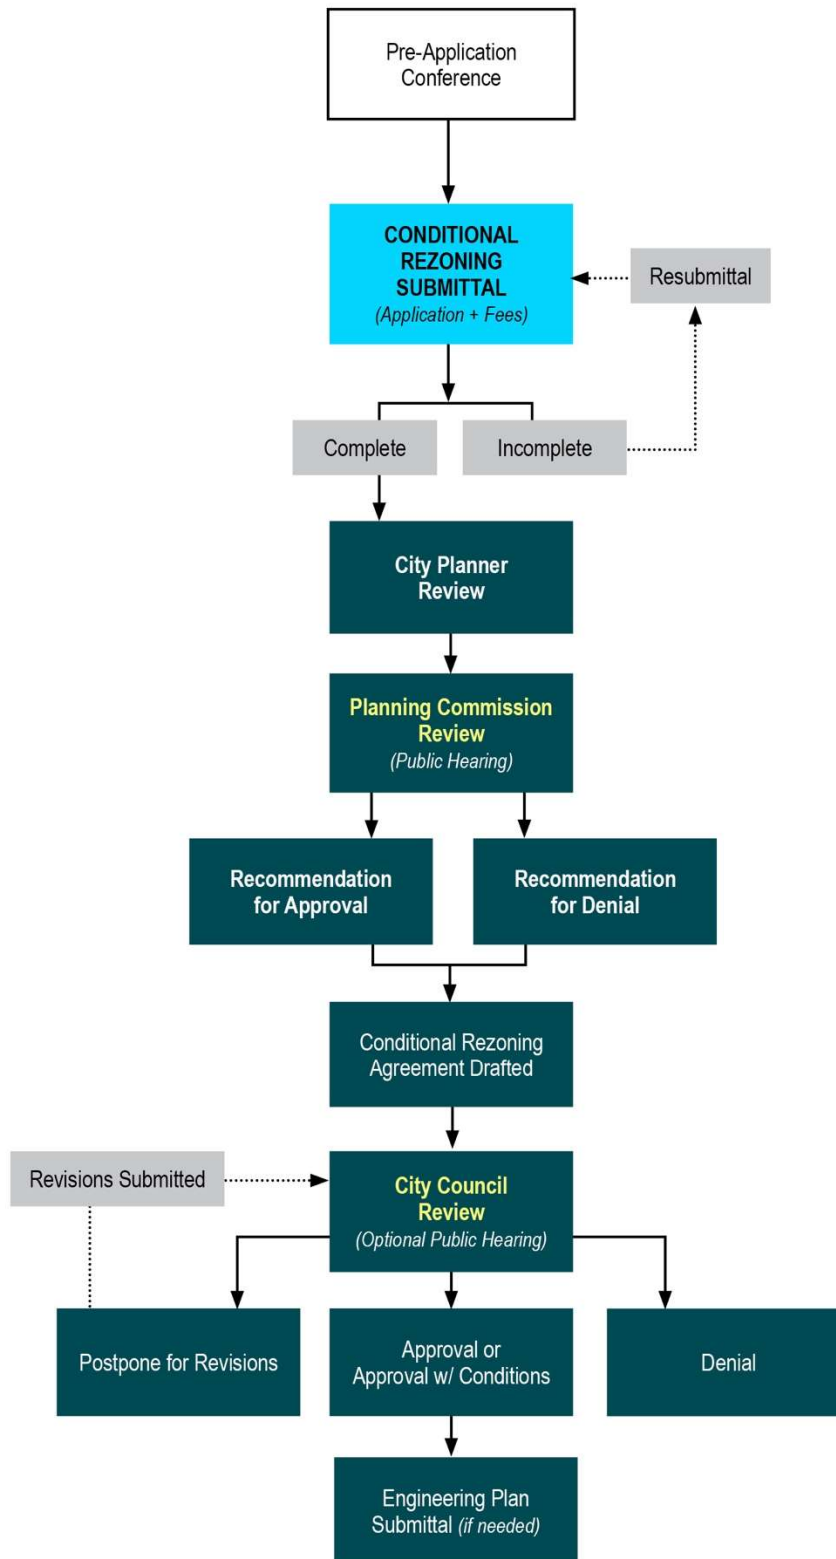 Pre-Application
Conference
CONDITIONAL
REZONING
SUBMITTAL
(Application + Fees)
Resubmittal
Complete
Incomplete
City Planner
Review
Planning Commission
Review
(Public Hearing)
Recommendation
for Approval
Recommendation
for Denial
Conditional Rezoning
Agreement Drafted
Revisions Submitted
City Council
Review
(Optional Public Hearing)
Postpone for Revisions
Approval or
Approval w/ Conditions
Denial
Engineering Plan
Submittal (if needed)